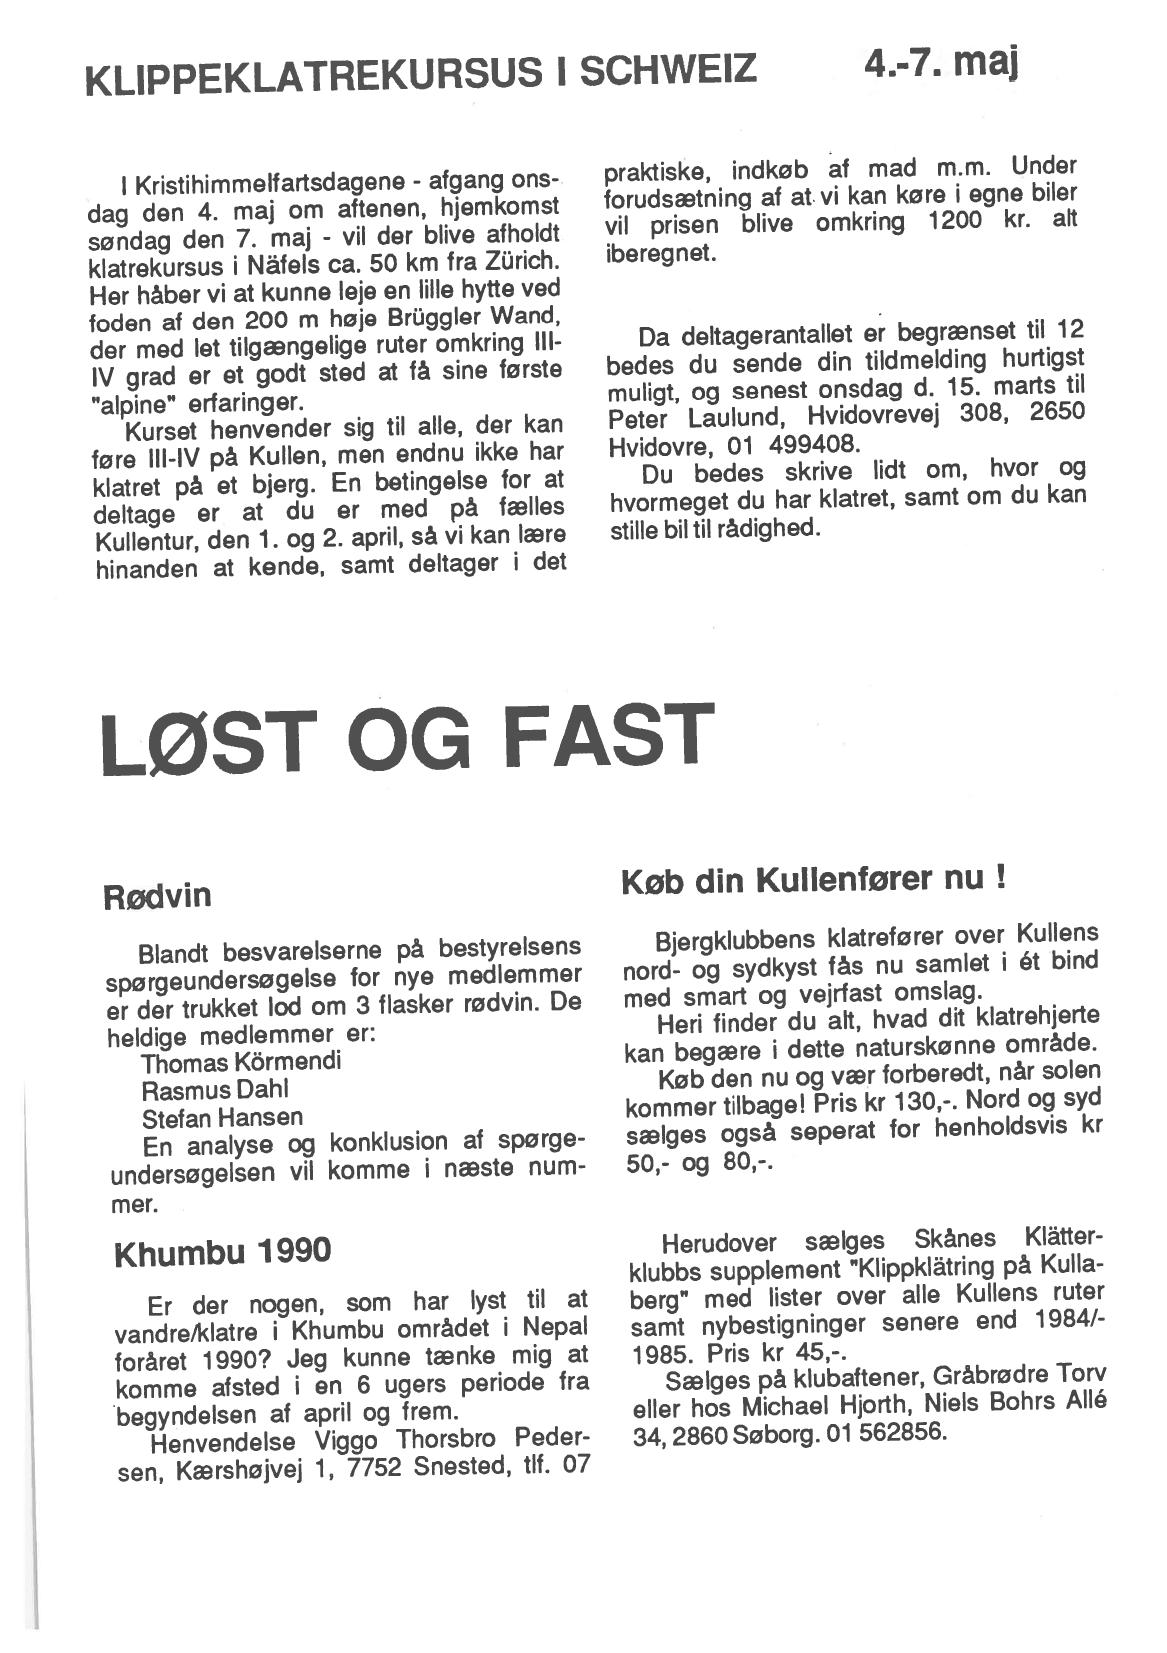 KLIPPEKLATREKURSUS I SCHWEIZ 4.-7. maj
I Kristihimmelfartsdagene - afgang ons-
dag den 4. maj om aftenen, hjemkomst
søndag den 7. maj - vil der blive afholdt
klatrekursus i Näfels ca. 50 km fra Zürich.
Her håber vi at kunne leje en lille hytte ved
foden af den 200 m høje Brüggler Wand,
der med let tilgængelige ruter omkring III-
IV grad er et godt sted at få sine første
"alpine" erfaringer.
Kurset henvender sig til alle, der kan
føre III-IV på Kullen, men endnu ikke har
klatret på et bjerg. En betingelse for at
deltage er at du er med på fælles
Kullentur, den 1. og 2. april, så vi kan lære
hinanden at kende, samt deltager i det
praktiske, indkøb af mad m.m. Under
forudsætning af at vi kan køre i egne biler
vil prisen blive omkring 1200 kr. alt
iberegnet.
Da deltagerantallet er begrænset til 12
bedes du sende din tildmelding hurtigst
muligt, og senest onsdag d. 15. marts til
Peter Laulund, Hvidovrevej 308, 2650
Hvidovre, 01 499408.
Du bedes skrive lidt om, hvor og
hvormeget du har klatret, samt om du kan
stille bil til rådighed.
LØST OG FAST
Rødvin
Blandt besvarelserne på bestyrelsens
spørgeundersøgelse for nye medlemmer
er der trukket lod om 3 flasker rødvin. De
heldige medlemmer er:
Thomas Körmendi
Rasmus Dahl
Stefan Hansen
En analyse og konklusion af spørge-
undersøgelsen vil komme i næste num-
mer.
Khumbu 1990
Er der nogen, som har lyst til at
vandre/klatre i Khumbu området i Nepal
foråret 1990? Jeg kunne tænke mig at
komme afsted i en 6 ugers periode fra
begyndelsen af april og frem.
Henvendelse Viggo Thorsbro Peder-
sen, Kærshøjvej 1, 7752 Snested, tlf. 07
Køb din Kullenfører nu !
Bjergklubbens klatrefører over Kullens
nord- og sydkyst fås nu samlet i ét bind
med smart og vejrfast omslag.
Heri finder du alt, hvad dit klatrehjerte
kan begære i dette naturskønne område.
Køb den nu og vær forberedt, når solen
kommer tilbage! Pris kr 130,-. Nord og syd
sælges også seperat for henholdsvis kr
50,- og 80,-.
Herudover sælges Skånes Klätter-
klubbs supplement "Klippklätring på Kulla-
berg" med lister over alle Kullens ruter
samt nybestigninger senere end 1984/-
1985. Pris kr 45,-.
Sælges på klubaftener, Gråbrødre Torv
eller hos Michael Hjorth, Niels Bohrs Allé
34, 2860 Søborg. 01 562856.